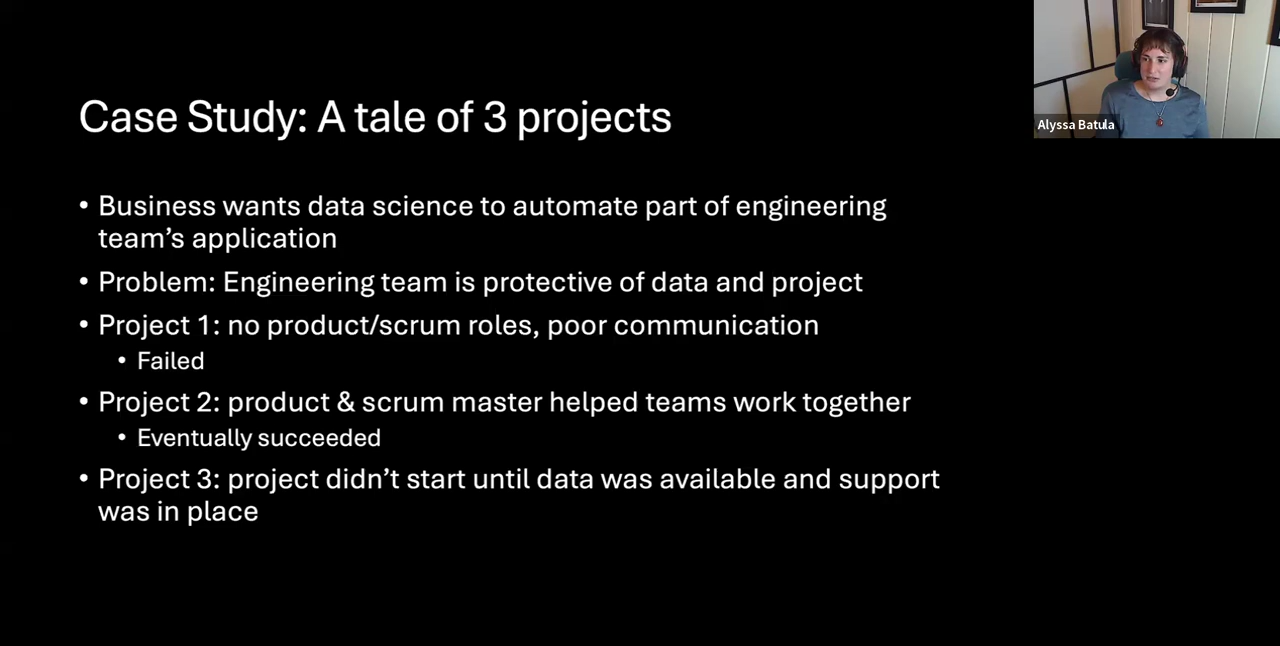 Case Study: A tale of 3 projects
Alyssa Batula
• Business wants data science to automate part of engineering
team’s application
• Problem: Engineering team is protective of data and project
• Project 1: no product/scrum roles, poor communication
• Failed
• Project 2: product & scrum master helped teams work together
• Eventually succeeded
• Project 3: project didn’t start until data was available and support
was in place